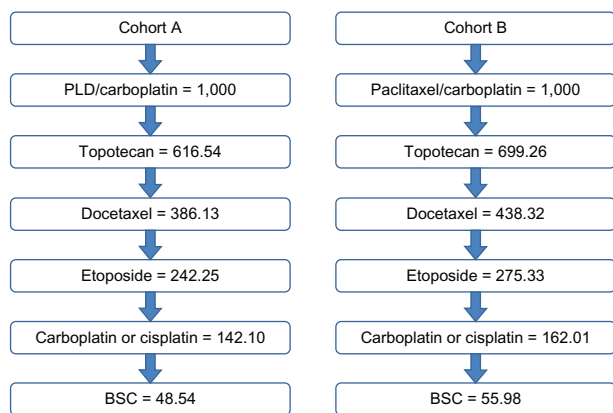 Cohort A
PLD/carboplatin = 1,000
Topotecan = 616.54
Docetaxel = 386.13
Etoposide = 242.25
Carboplatin or cisplatin = 142.10
BSC = 48.54
Cohort B
Paclitaxel/carboplatin = 1,000
Topotecan = 699.26
Docetaxel = 438.32
Etoposide = 275.33
Carboplatin or cisplatin = 162.01
BSC = 55.98